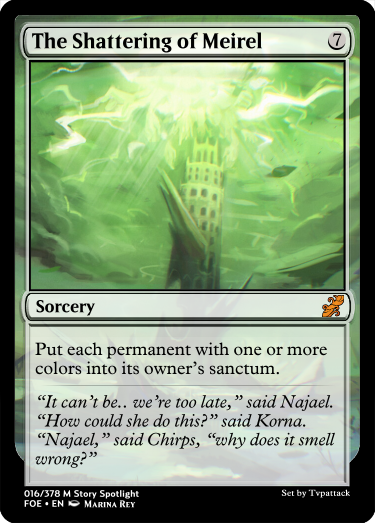 The Shattering of Meirel 7
Sorcery
Put each permanent with one or more
colors into its owner's sanctum.
"It can't be.. we're too late," said Najael.
"How could she do this?" said Korna.
"Najael," said Chirps, "why does it smell
wrong?"
016/378 M Story Spotlight
FOE • EN Marina Rey
Set by Tvpattack